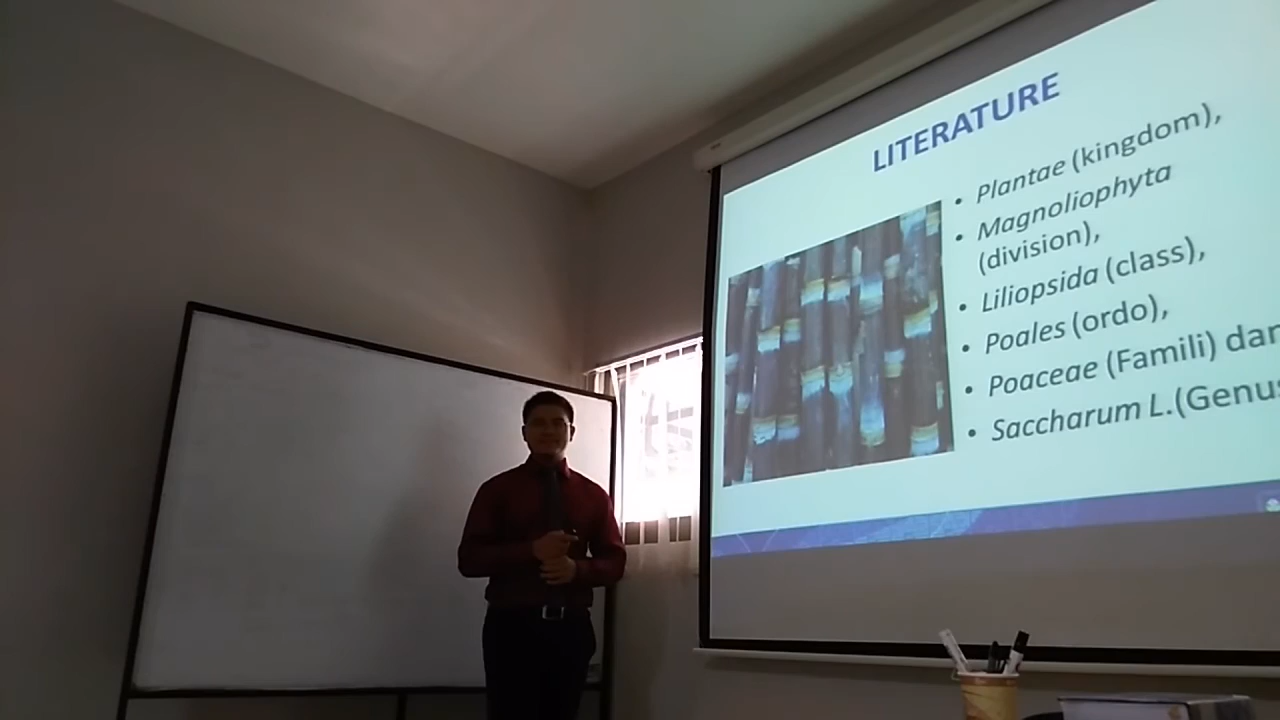 LITERATURE
• Plantae (kingdom),
• Magnoliophyta
(division),
• Liliopsida (class),
• Poales (ordo),
• Poaceae (Famili) dan
• Saccharum L.(Genus